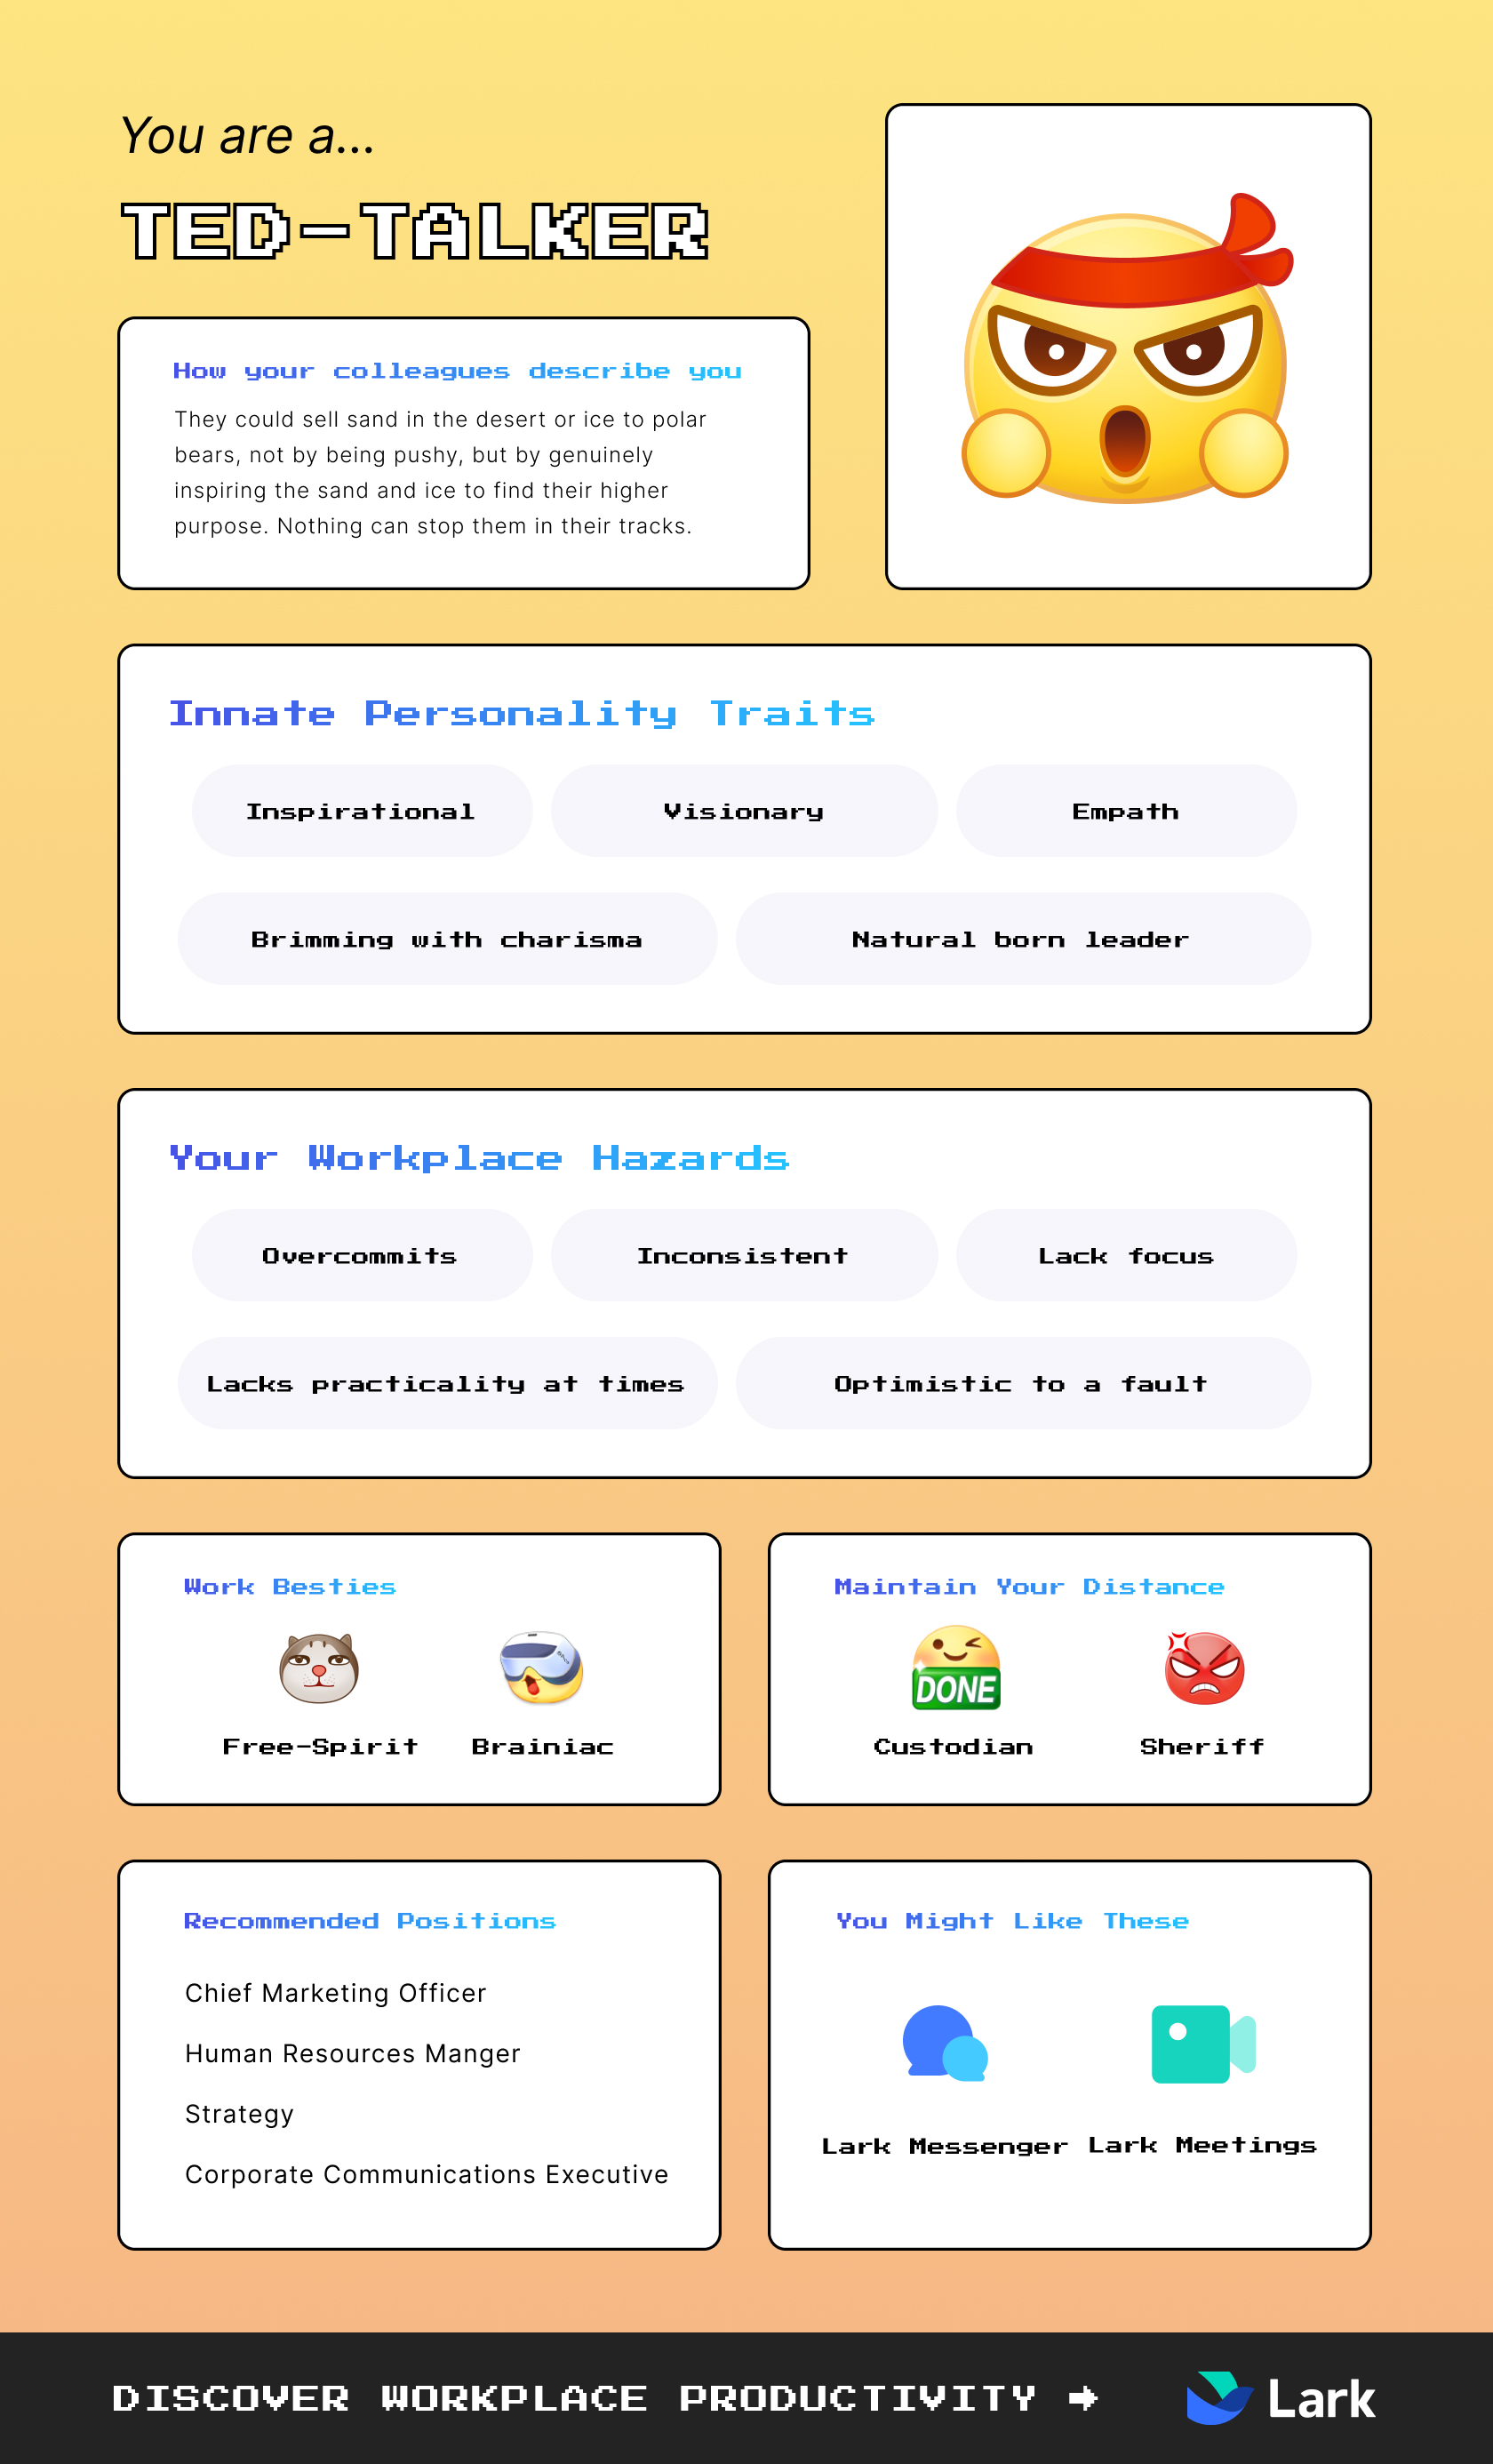 You are a...
TED-TALKER
How your colleagues describe you
They could sell sand in the desert or ice to polar
bears, not by being pushy, but by genuinely
inspiring the sand and ice to find their higher
purpose. Nothing can stop them in their tracks.
Innate Personality Traits
Inspirational
Visionary
Empath
Brimming with charisma
Natural born leader
Your Workplace Hazards
Overcommits
Inconsistent
Lack focus
Lacks practicality at times
Optimistic to a fault
Work Besties
Free-Spirit
Brainiac
Maintain Your Distance
DONE
Custodian
Sheriff
Recommended Positions
Chief Marketing Officer
Human Resources Manger
Strategy
Corporate Communications Executive
You Might Like These
Lark Messenger
Lark Meetings
DISCOVER WORKPLACE PRODUCTIVITY →
Lark